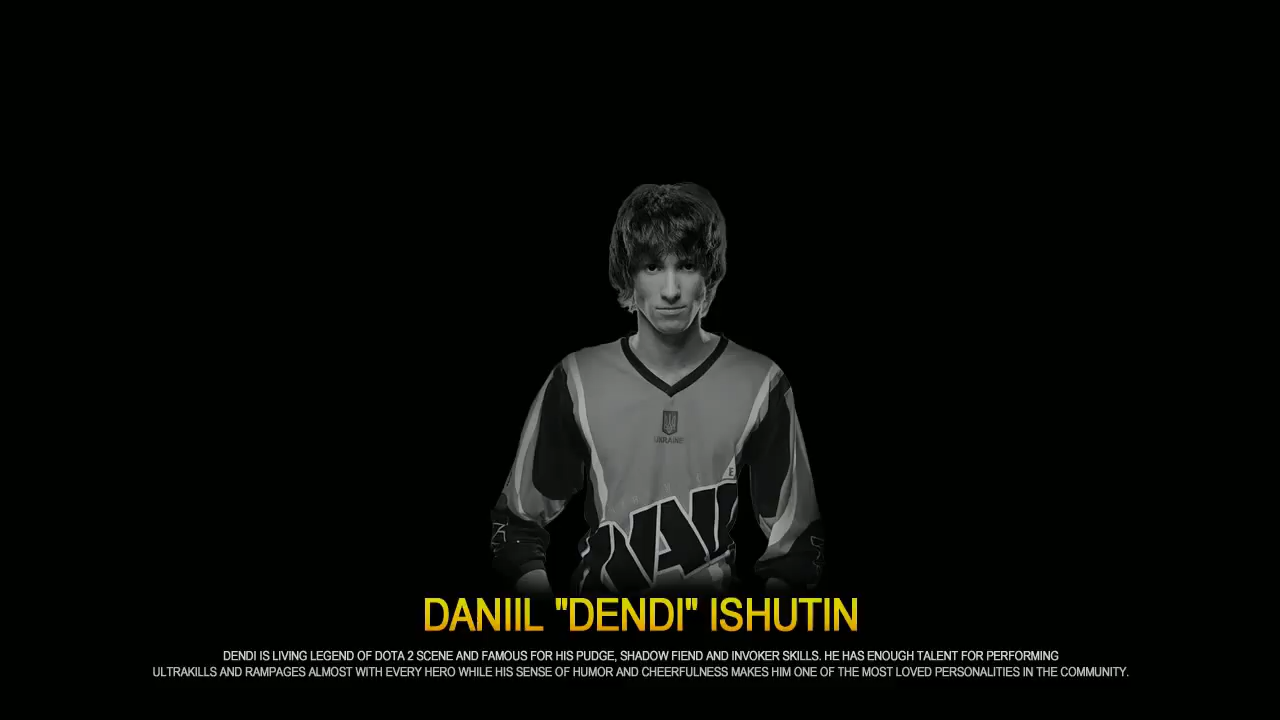 UKRAINE
E
NAVI
DANIIL "DENDI" ISHUTIN
DENDI IS LIVING LEGEND OF DOTA 2 SCENE AND FAMOUS FOR HIS PUDGE, SHADOW FIEND AND INVOKER SKILLS. HE HAS ENOUGH TALENT FOR PERFORMING
ULTRAKILLS AND RAMPAGES ALMOST WITH EVERY HERO WHILE HIS SENSE OF HUMOR AND CHEERFULNESS MAKES HIM ONE OF THE MOST LOVED PERSONALITIES IN THE COMMUNITY.